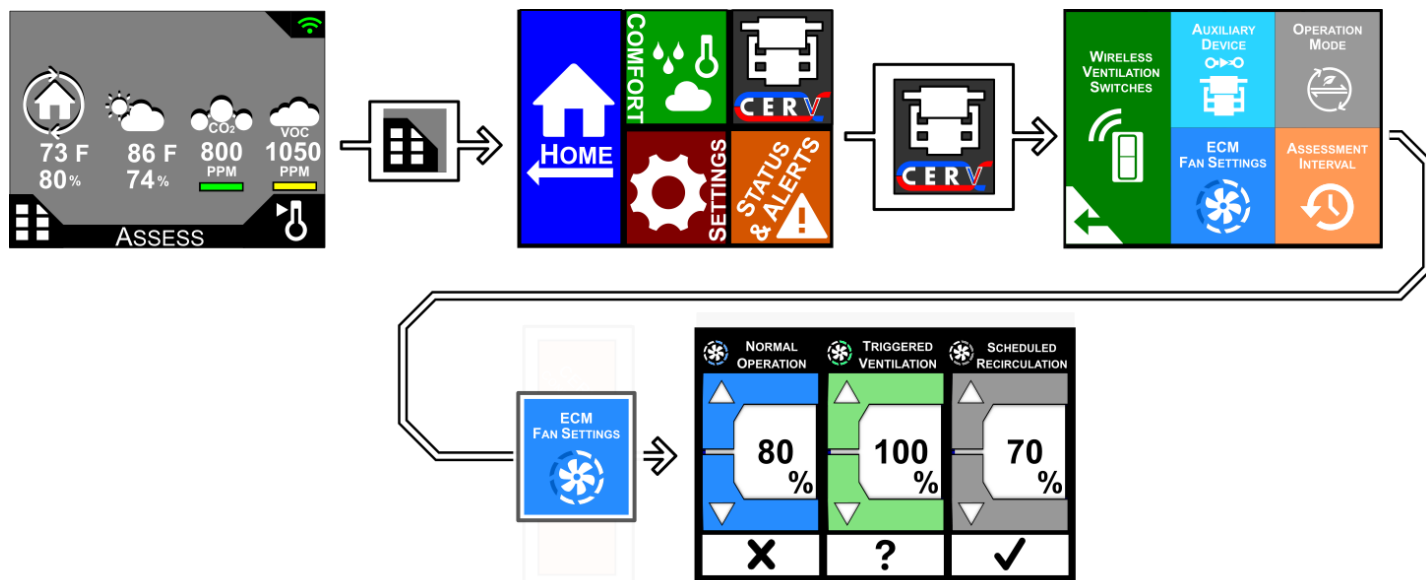 73 F
80%
86 F
74%
CO2
800
PPM
VOC
1050
PPM
ASSESS
HOME
COMFORT
CERV
SETTINGS
STATUS
& ALERTS
CERV
WIRELESS
VENTILATION
SWITCHES
AUXILIARY
DEVICE
OPERATION
MODE
ECM
FAN SETTINGS
ASSESSMENT
INTERVAL
ECM
FAN SETTINGS
NORMAL
OPERATION
80
%
TRIGGERED
VENTILATION
100
%
SCHEDULED
RECIRCULATION
70
%
?